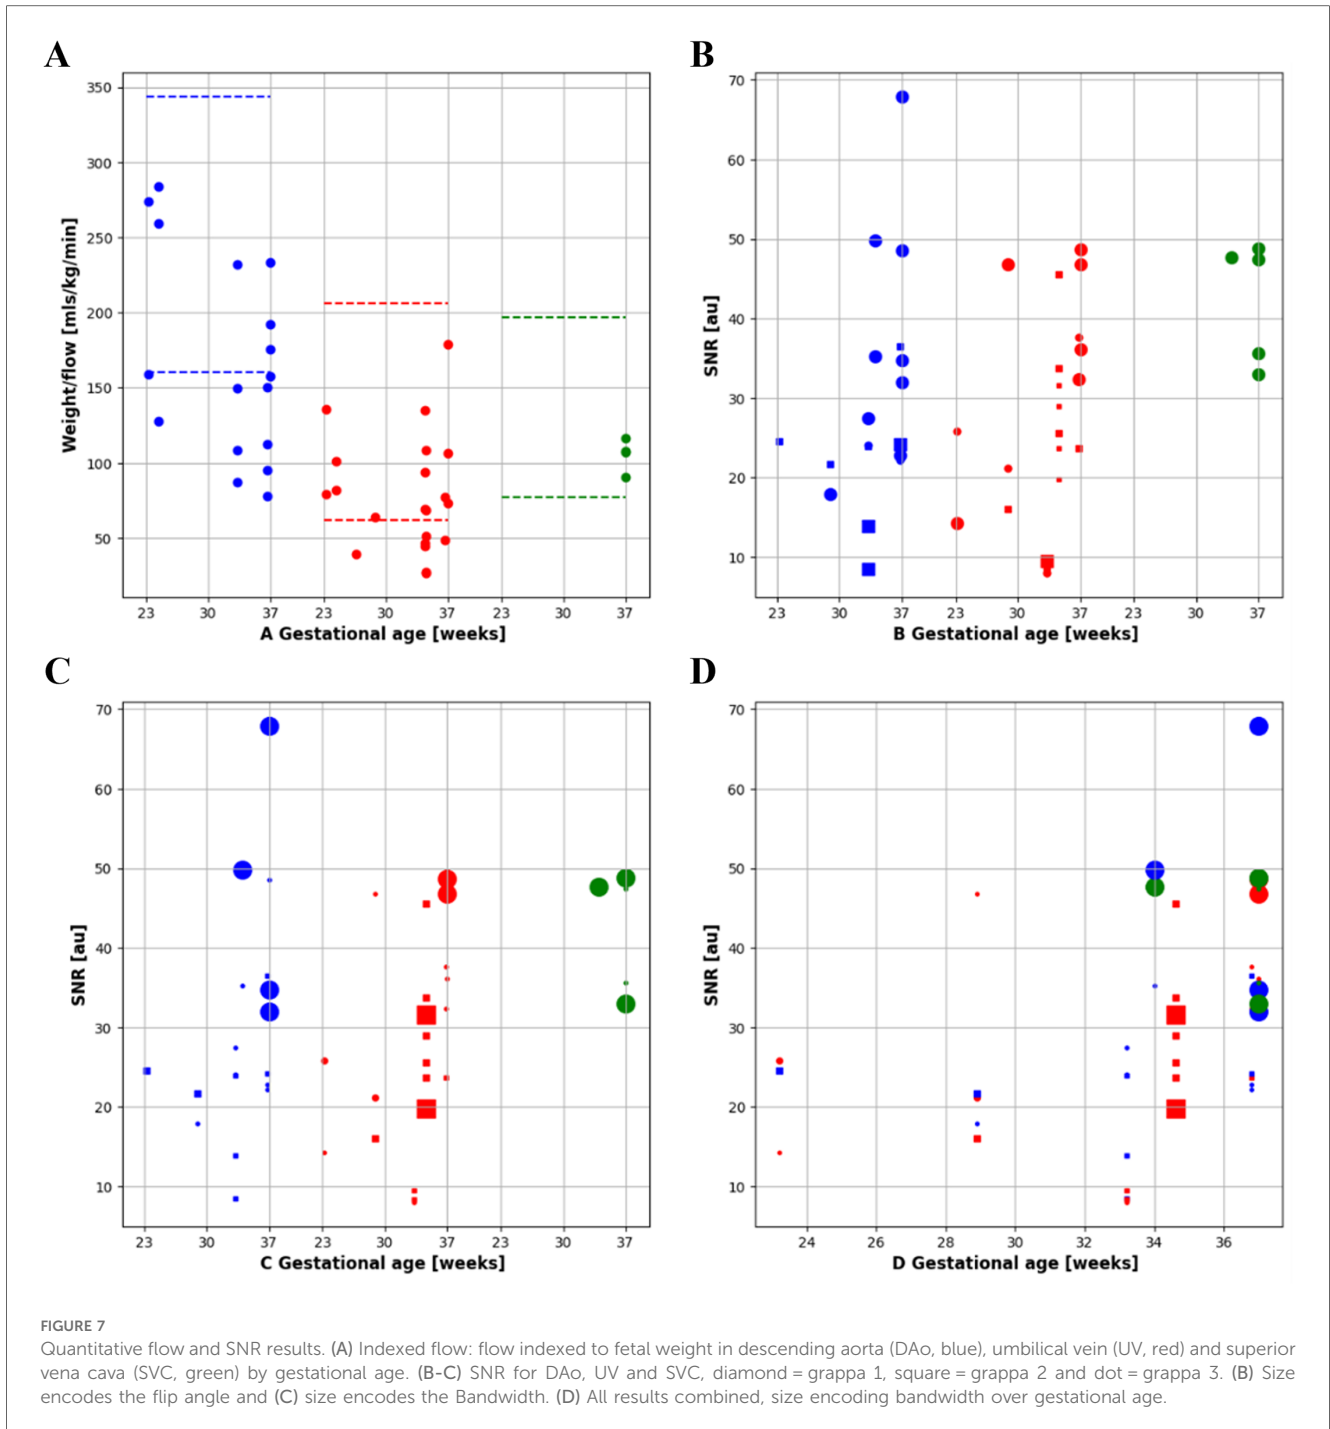 A
B
350
300
250
200
150
100
50
Weight/flow [mls/kg/min]
23 30 37 23 30 37 23 30 37
A Gestational age [weeks]
70
60
50
40
30
20
10
SNR [au]
23 30 37 23 30 37 23 30 37
B Gestational age [weeks]
C
D
70
60
50
40
30
20
10
SNR [au]
23 30 37 23 30 37 23 30 37
C Gestational age [weeks]
70
60
50
40
30
20
10
SNR [au]
24 26 28 30 32 34 36
D Gestational age [weeks]
FIGURE 7
Quantitative flow and SNR results. (A) Indexed flow: flow indexed to fetal weight in descending aorta (DAo, blue), umbilical vein (UV, red) and superior
vena cava (SVC, green) by gestational age. (B-C) SNR for DAo, UV and SVC, diamond = grappa 1, square = grappa 2 and dot = grappa 3. (B) Size
encodes the flip angle and (C) size encodes the Bandwidth. (D) All results combined, size encoding bandwidth over gestational age.